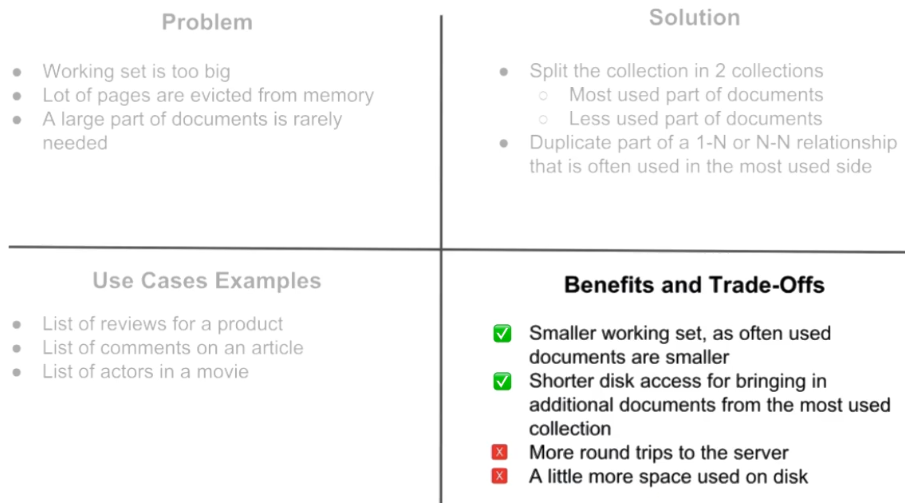 Problem
● Working set is too big
● Lot of pages are evicted from memory
● A large part of documents is rarely
needed
Solution
● Split the collection in 2 collections
○ Most used part of documents
○ Less used part of documents
● Duplicate part of a 1-N or N-N relationship
that is often used in the most used side
Use Cases Examples
● List of reviews for a product
● List of comments on an article
● List of actors in a movie
Benefits and Trade-Offs
✅ Smaller working set, as often used
documents are smaller
✅ Shorter disk access for bringing in
additional documents from the most used
collection
X More round trips to the server
X A little more space used on disk